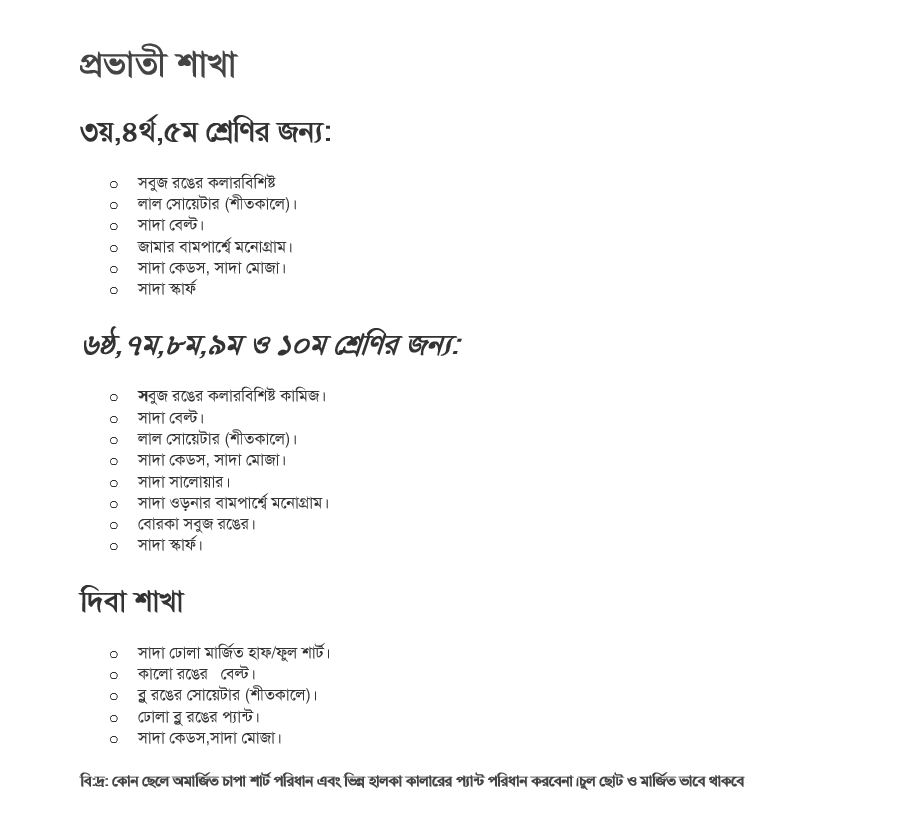 প্রভাতী শাখা
৩য়,৪র্থ,৫ম শ্রেণির জন্য:
o সবুজ রঙের কলারবিশিষ্ট
o লাল সোয়েটার (শীতকালে)।
o সাদা বেল্ট।
o জামার বামপার্শ্বে মনোগ্রাম।
o সাদা কেডস, সাদা মোজা।
o সাদা স্কার্ফ
৬ষ্ঠ,৭ম,৮ম,৯ম ও ১০ম শ্রেণির জন্য:
o সবুজ রঙের কলারবিশিষ্ট কামিজ।
o সাদা বেল্ট।
o লাল সোয়েটার (শীতকালে)।
o সাদা কেডস, সাদা মোজা।
o সাদা সালোয়ার।
o সাদা ওড়নার বামপার্শ্বে মনোগ্রাম।
o বোরকা সবুজ রঙের।
o সাদা স্কার্ফ।
দিবা শাখা
o সাদা ঢোলা মার্জিত হাফ/ফুল শার্ট।
o কালো রঙের বেল্ট।
o ব্লু রঙের সোয়েটার (শীতকালে)।
o ঢোলা ব্লু রঙের প্যান্ট।
o সাদা কেডস,সাদা মোজা।
বি:দ্র: কোন ছেলে অমার্জিত চাপা শার্ট পরিধান এবং ভিন্ন হালকা কালারের প্যান্ট পরিধান করবেনা।চুল ছোট ও মার্জিত ভাবে থাকবে